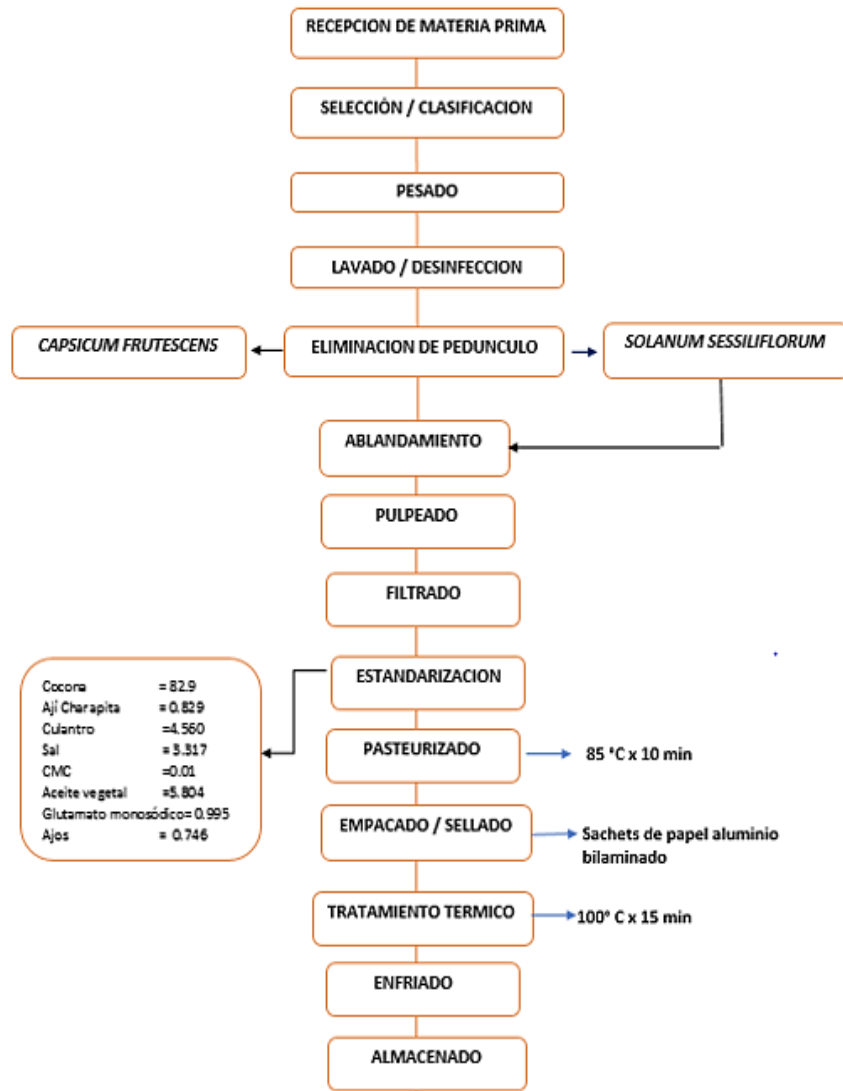 RECEPCION DE MATERIA PRIMA
SELECCIÓN / CLASIFICACION
PESADO
LAVADO / DESINFECCION
CAPSICUM FRUTESCENS
ELIMINACION DE PEDUNCULO
SOLANUM SESSILIFLORUM
ABLANDAMIENTO
PULPEADO
FILTRADO
ESTANDARIZACION
Cocona = 82.9
Ají Charapita = 0.829
Culantro =4.560
Sal = 3.317
CMC =0.01
Aceite vegetal =5.804
Glutamato monosódico= 0.995
Ajos = 0.746
PASTEURIZADO
85 °C x 10 min
EMPACADO / SELLADO
Sachets de papel aluminio
bilaminado
TRATAMIENTO TERMICO
100° C x 15 min
ENFRIADO
ALMACENADO